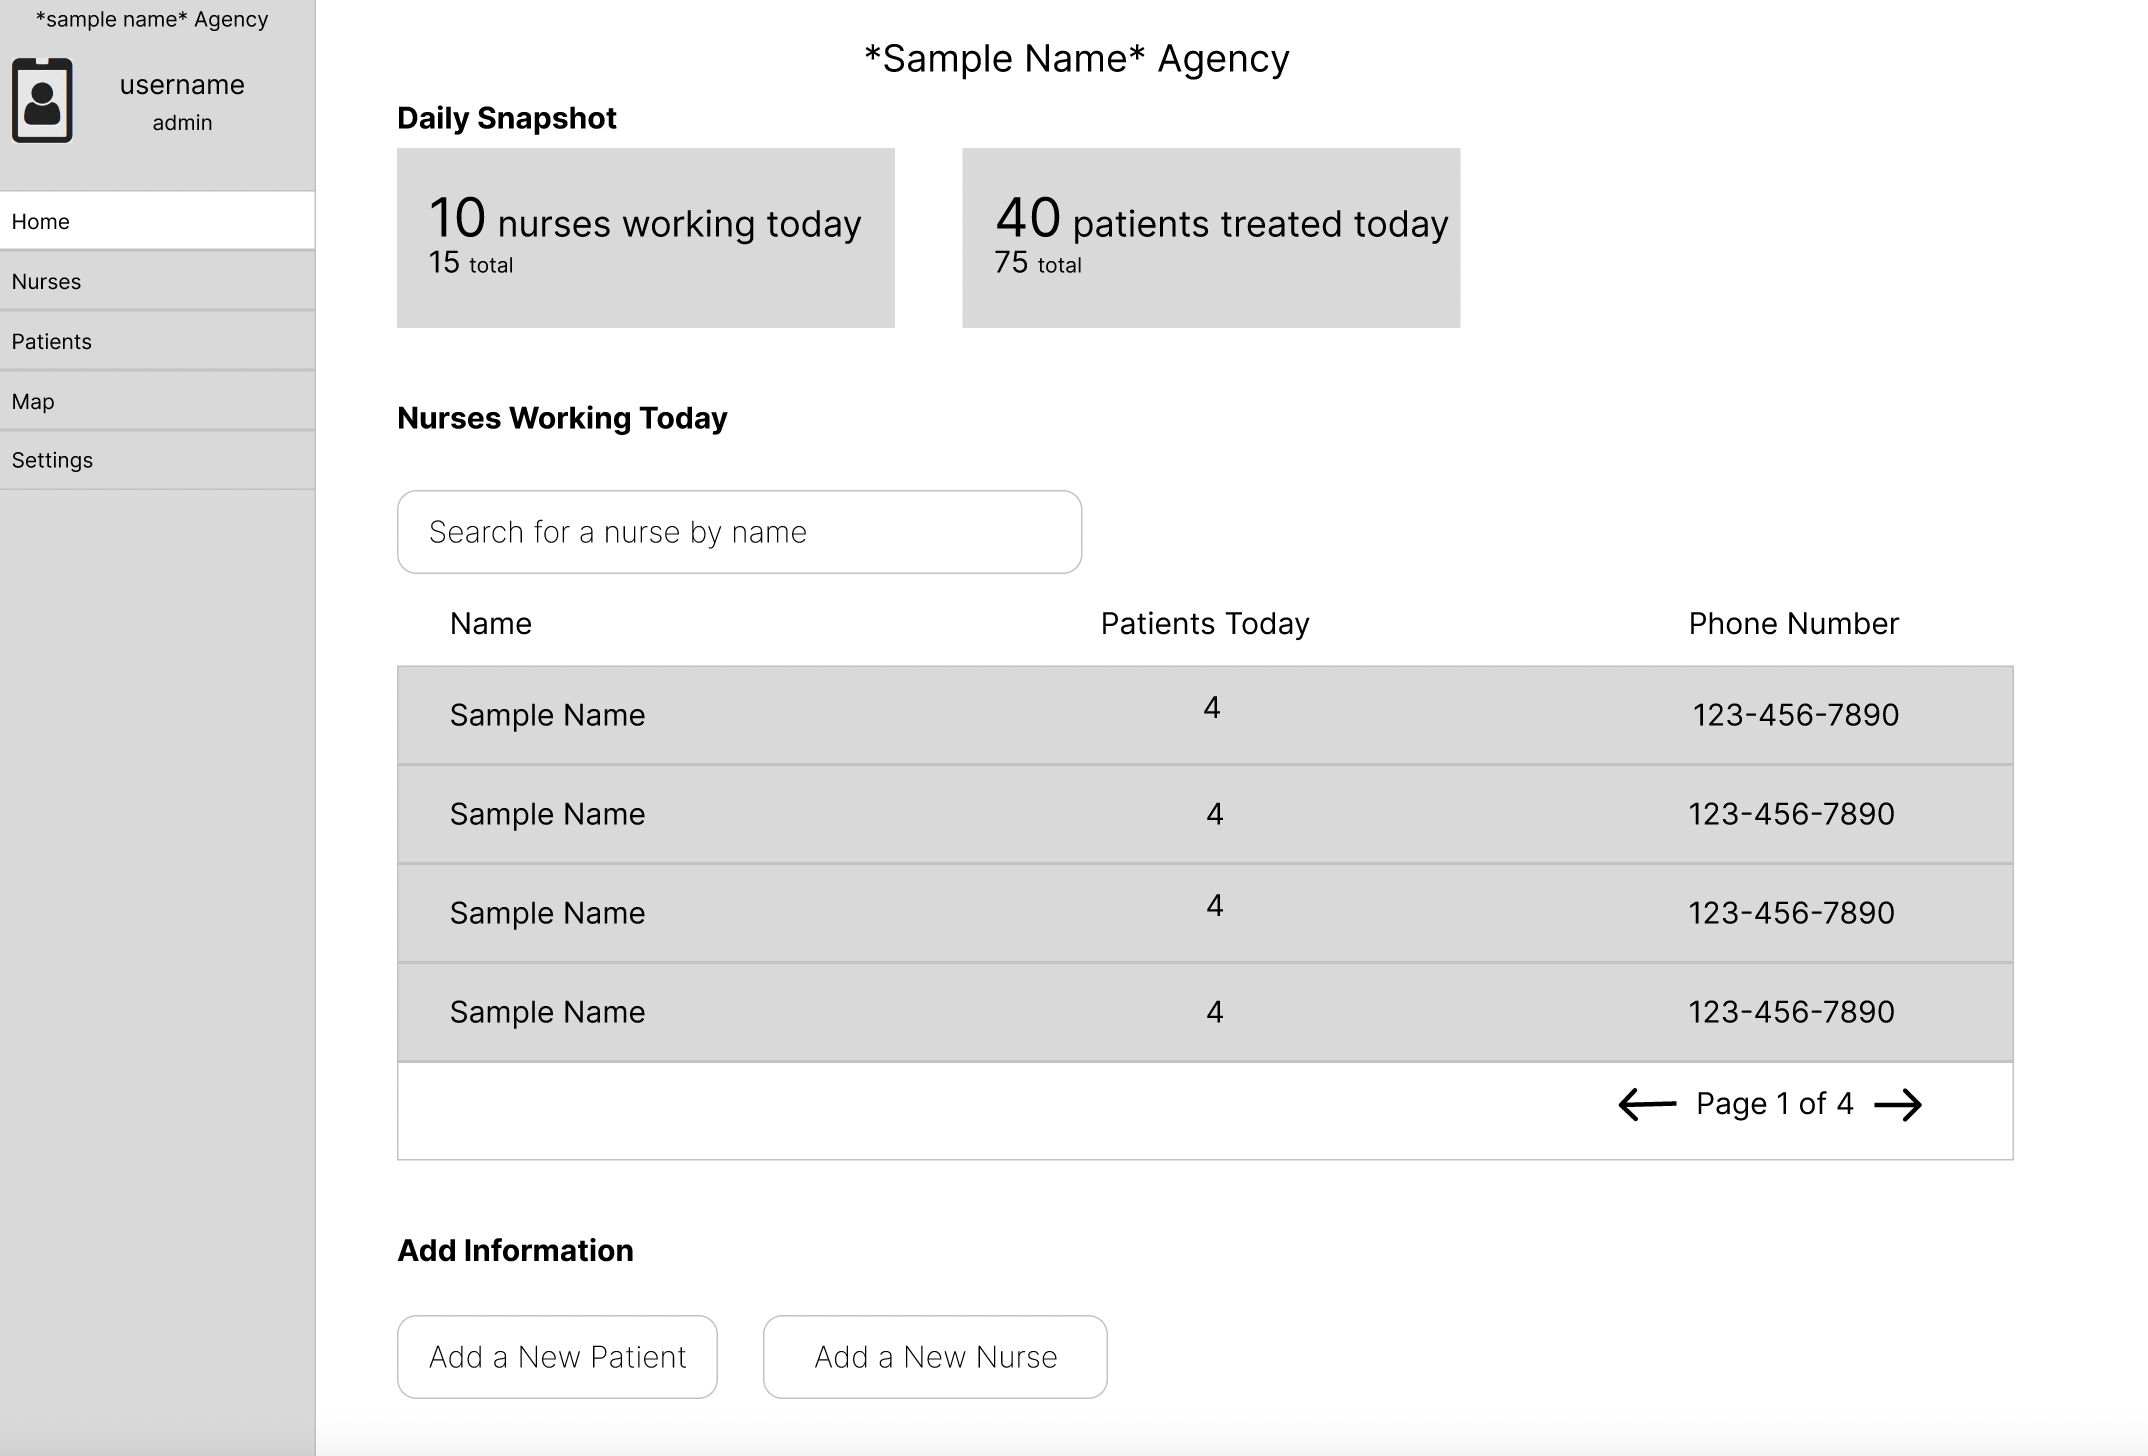 *sample name* Agency
username
admin
Home
Nurses
Patients
Map
Settings
*Sample Name* Agency
Daily Snapshot
10 nurses working today
15 total
40 patients treated today
75 total
Nurses Working Today
Search for a nurse by name
Name Patients Today Phone Number
Sample Name 4 123-456-7890
Sample Name 4 123-456-7890
Sample Name 4 123-456-7890
Sample Name 4 123-456-7890
Page 1 of 4
Add Information
Add a New Patient Add a New Nurse